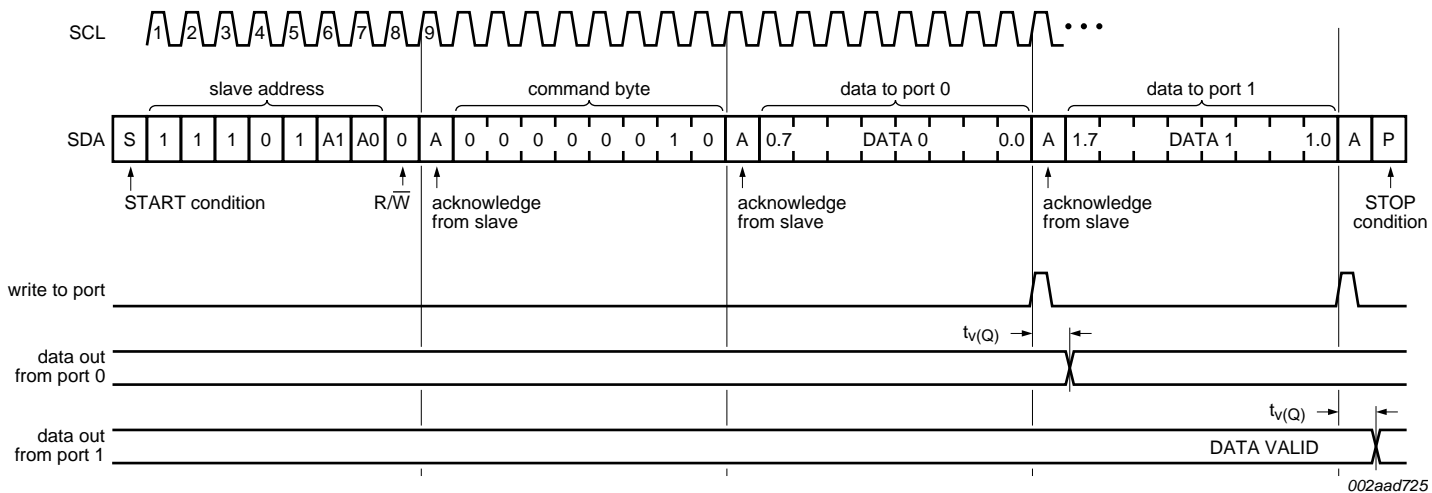 SCL 1 2 3 4 5 6 7 8 9 • • •
slave address command byte data to port 0 data to port 1
SDA S 1 1 1 0 1 A1 A0 0 A 0 0 0 0 0 0 1 0 A 0.7 DATA 0 0.0 A 1.7 DATA 1 1.0 A P
START condition R/W̅ acknowledge acknowledge acknowledge STOP
from slave from slave from slave condition
write to port
tv(Q)
data out
from port 0
tv(Q)
data out
from port 1 DATA VALID
002aad725